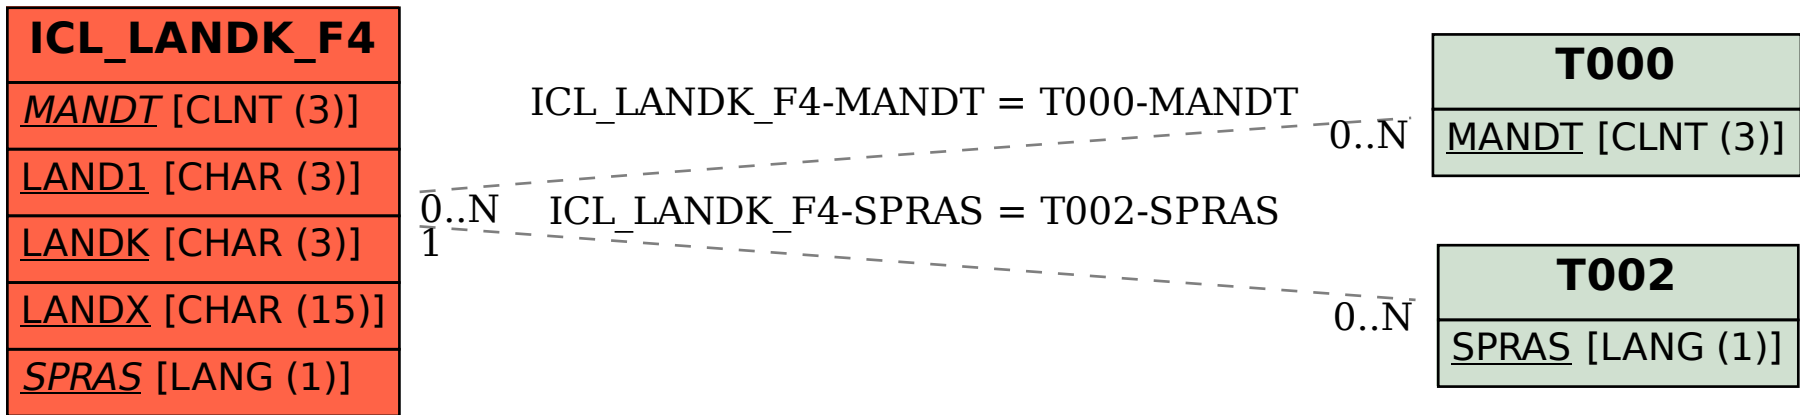 ICL_LANDK_F4
MANDT [CLNT (3)]
LAND1 [CHAR (3)]
LANDK [CHAR (3)]
LANDX [CHAR (15)]
SPRAS [LANG (1)]
ICL_LANDK_F4-MANDT = T000-MANDT
0..N
0..N
ICL_LANDK_F4-SPRAS = T002-SPRAS
1
0..N
T000
MANDT [CLNT (3)]
T002
SPRAS [LANG (1)]